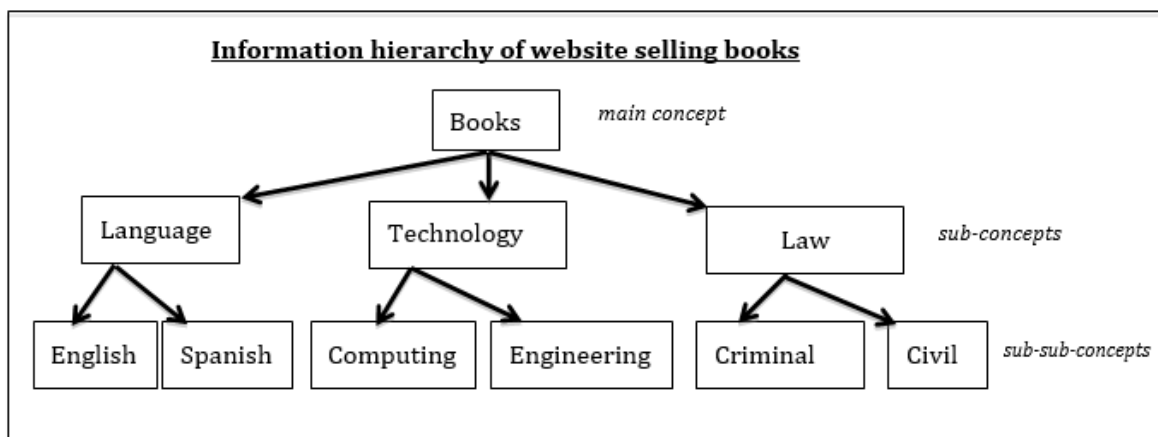 Information hierarchy of website selling books
Books
main concept
Language
Technology
Law
sub-concepts
English
Spanish
Computing
Engineering
Criminal
Civil
sub-sub-concepts